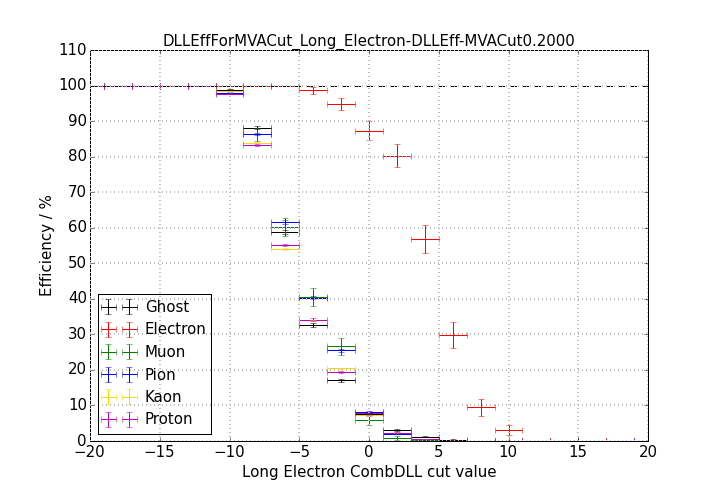 DLLEffForMVACut_Long_Electron-DLLEff-MVACut0.2000
110
100
90
80
70
60
50
40
30
20
10
0
Efficiency / %
Ghost
Electron
Muon
Pion
Kaon
Proton
−20 −15 −10 −5 0 5 10 15 20
Long Electron CombDLL cut value